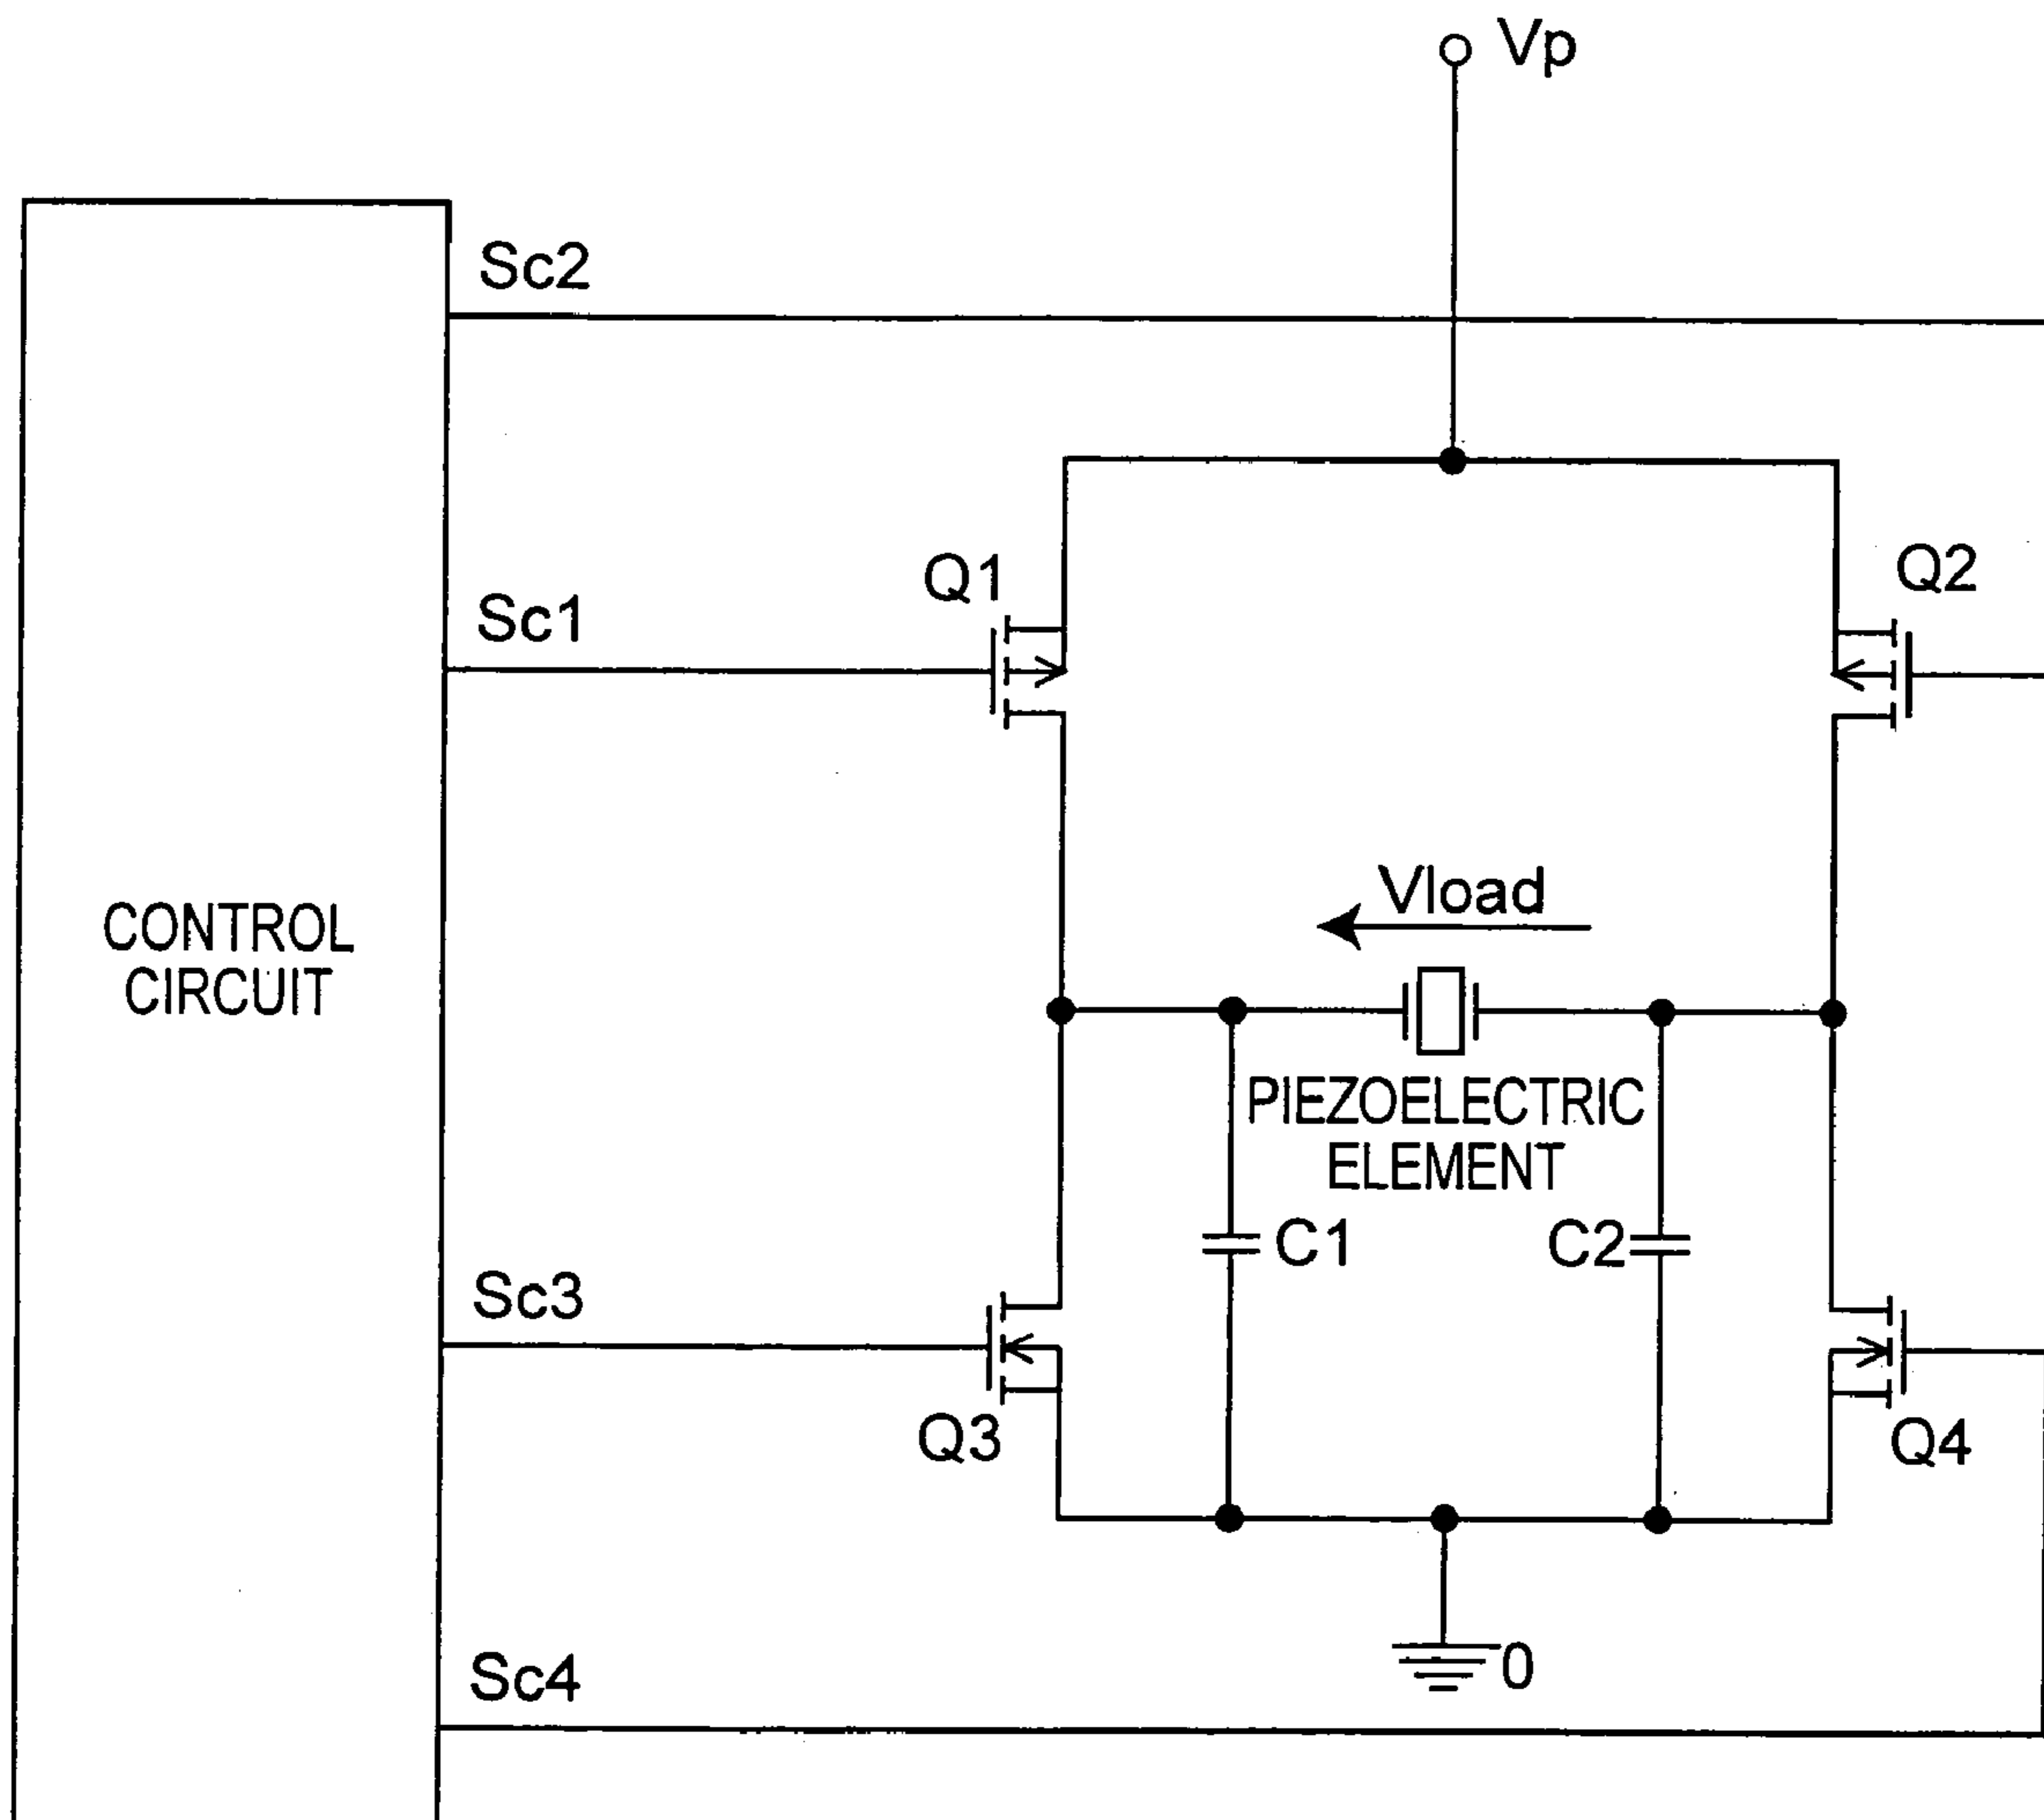 Vp
Sc2
Q1
Q2
Sc1
Vload
CONTROL
CIRCUIT
PIEZOELECTRIC
ELEMENT
C1
C2
Sc3
Q3
Q4
Sc4
0